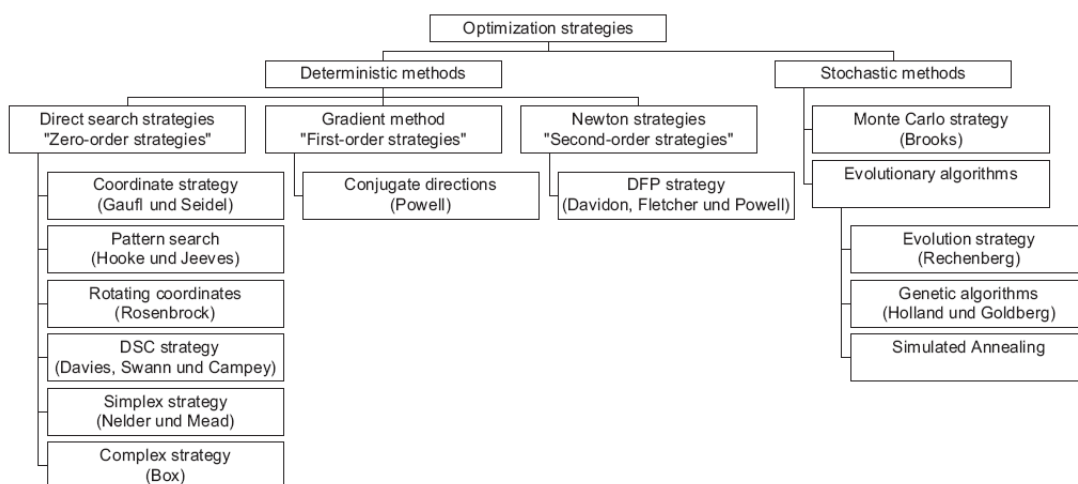 Optimization strategies
Deterministic methods
Stochastic methods
Direct search strategies
"Zero-order strategies"
Gradient method
"First-order strategies"
Newton strategies
"Second-order strategies"
Monte Carlo strategy
(Brooks)
Coordinate strategy
(Gaufl und Seidel)
Conjugate directions
(Powell)
DFP strategy
(Davidon, Fletcher und Powell)
Evolutionary algorithms
Pattern search
(Hooke und Jeeves)
Evolution strategy
(Rechenberg)
Rotating coordinates
(Rosenbrock)
Genetic algorithms
(Holland und Goldberg)
DSC strategy
(Davies, Swann und Campey)
Simulated Annealing
Simplex strategy
(Nelder und Mead)
Complex strategy
(Box)